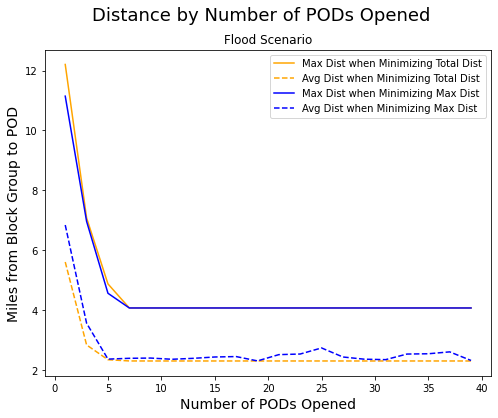 Distance by Number of PODs Opened
Flood Scenario
Max Dist when Minimizing Total Dist
Avg Dist when Minimizing Total Dist
Max Dist when Minimizing Max Dist
Avg Dist when Minimizing Max Dist
Miles from Block Group to POD
12
10
8
6
4
2
0 5 10 15 20 25 30 35 40
Number of PODs Opened